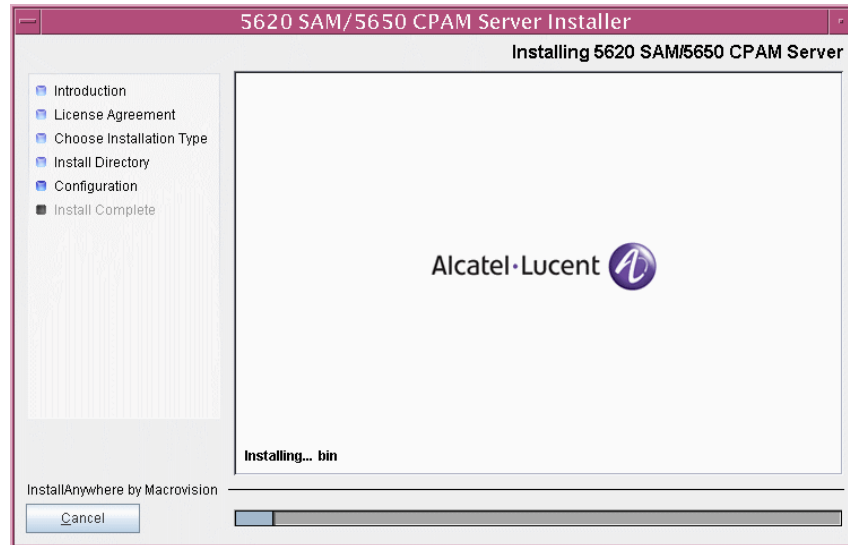 5620 SAM/5650 CPAM Server Installer
Installing 5620 SAM/5650 CPAM Server
Introduction
License Agreement
Choose Installation Type
Install Directory
Configuration
Install Complete
Alcatel·Lucent
Installing... bin
InstallAnywhere by Macrovision
Cancel